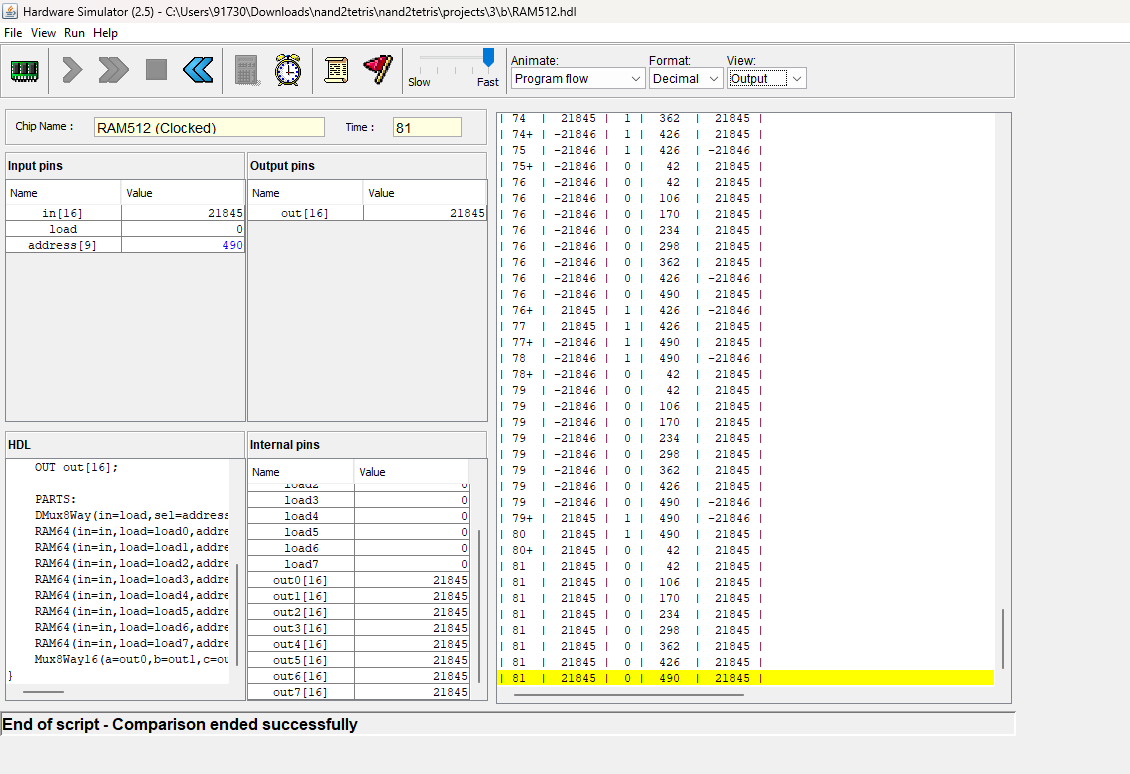 Hardware Simulator (2.5) - C:\Users\91730\Downloads\nand2tetris\nand2tetris\projects\3\b\RAM512.hdl
File View Run Help
Slow Fast
Animate:
Program flow
Format:
Decimal
View:
Output
Chip Name : RAM512 (Clocked) Time : 81
Input pins
Name Value
in[16] 21845
load 0
address[9] 490
Output pins
Name Value
out[16] 21845
HDL
OUT out[16];
PARTS:
DMux8Way(in=load,sel=address
RAM64(in=in,load=load0,addre
RAM64(in=in,load=load1,addre
RAM64(in=in,load=load2,addre
RAM64(in=in,load=load3,addre
RAM64(in=in,load=load4,addre
RAM64(in=in,load=load5,addre
RAM64(in=in,load=load6,addre
RAM64(in=in,load=load7,addre
Mux8Way16(a=out0,b=out1,c=ou
}
Internal pins
Name Value
load2 0
load3 0
load4 0
load5 0
load6 0
load7 0
out0[16] 21845
out1[16] 21845
out2[16] 21845
out3[16] 21845
out4[16] 21845
out5[16] 21845
out6[16] 21845
out7[16] 21845
| 74 | 21845 | 1 | 362 | 21845 |
| 74+ | -21846 | 1 | 426 | 21845 |
| 75 | -21846 | 1 | 426 | -21846 |
| 75+ | -21846 | 0 | 42 | 21845 |
| 76 | -21846 | 0 | 42 | 21845 |
| 76 | -21846 | 0 | 106 | 21845 |
| 76 | -21846 | 0 | 170 | 21845 |
| 76 | -21846 | 0 | 234 | 21845 |
| 76 | -21846 | 0 | 298 | 21845 |
| 76 | -21846 | 0 | 362 | 21845 |
| 76 | -21846 | 0 | 426 | -21846 |
| 76 | -21846 | 0 | 490 | 21845 |
| 76+ | 21845 | 1 | 426 | -21846 |
| 77 | 21845 | 1 | 426 | 21845 |
| 77+ | -21846 | 1 | 490 | 21845 |
| 78 | -21846 | 1 | 490 | -21846 |
| 78+ | -21846 | 0 | 42 | 21845 |
| 79 | -21846 | 0 | 42 | 21845 |
| 79 | -21846 | 0 | 106 | 21845 |
| 79 | -21846 | 0 | 170 | 21845 |
| 79 | -21846 | 0 | 234 | 21845 |
| 79 | -21846 | 0 | 298 | 21845 |
| 79 | -21846 | 0 | 362 | 21845 |
| 79 | -21846 | 0 | 426 | 21845 |
| 79 | -21846 | 0 | 490 | -21846 |
| 79+ | 21845 | 1 | 490 | -21846 |
| 80 | 21845 | 1 | 490 | 21845 |
| 80+ | 21845 | 0 | 42 | 21845 |
| 81 | 21845 | 0 | 42 | 21845 |
| 81 | 21845 | 0 | 106 | 21845 |
| 81 | 21845 | 0 | 170 | 21845 |
| 81 | 21845 | 0 | 234 | 21845 |
| 81 | 21845 | 0 | 298 | 21845 |
| 81 | 21845 | 0 | 362 | 21845 |
| 81 | 21845 | 0 | 426 | 21845 |
| 81 | 21845 | 0 | 490 | 21845 |
End of script - Comparison ended successfully